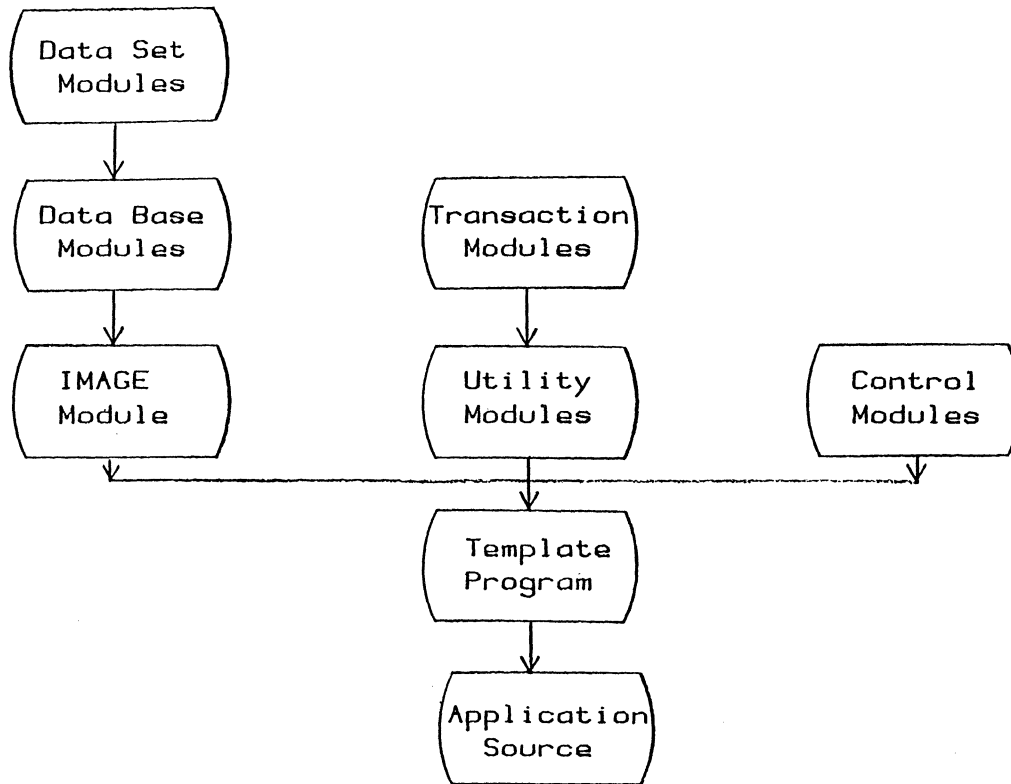 Data Set
Modules
Data Base
Modules
Transaction
Modules
IMAGE
Module
Utility
Modules
Control
Modules
Template
Program
Application
Source